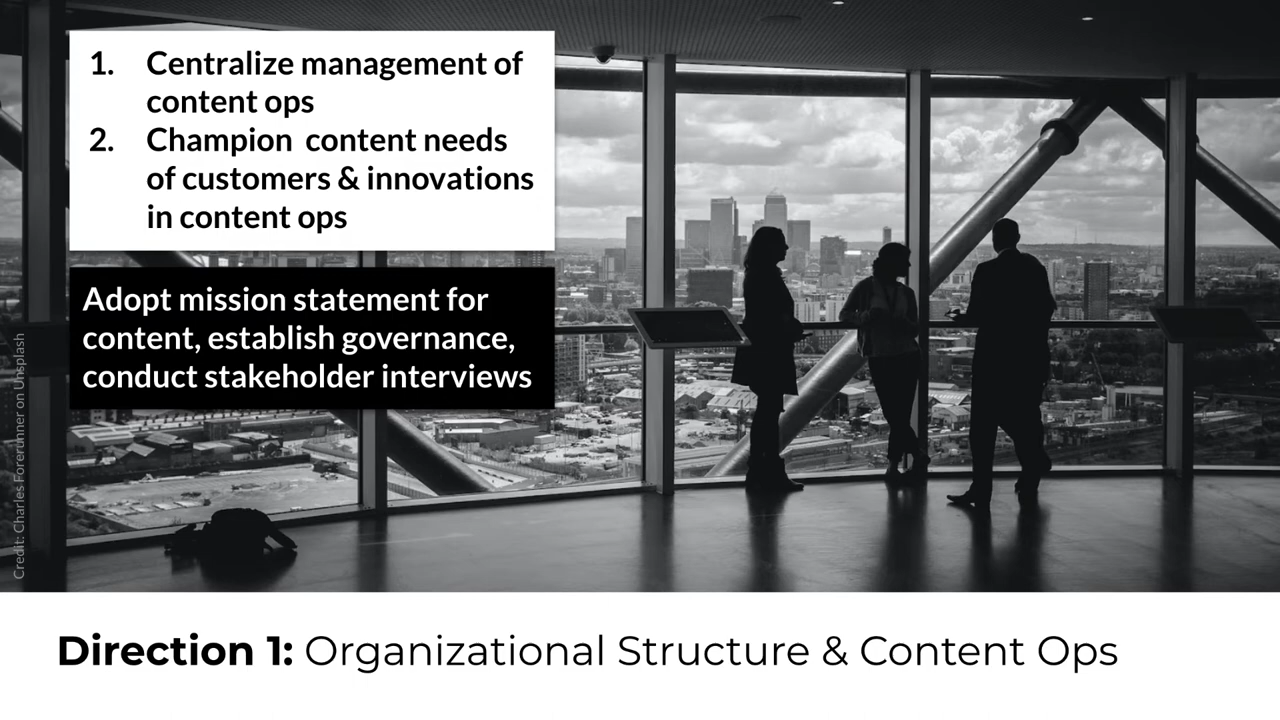 1. Centralize management of
content ops
2. Champion  content needs
of customers & innovations
in content ops
Adopt mission statement for
content, establish governance,
conduct stakeholder interviews
Credit: Charles Forerunner on Unsplash
Direction 1: Organizational Structure & Content Ops